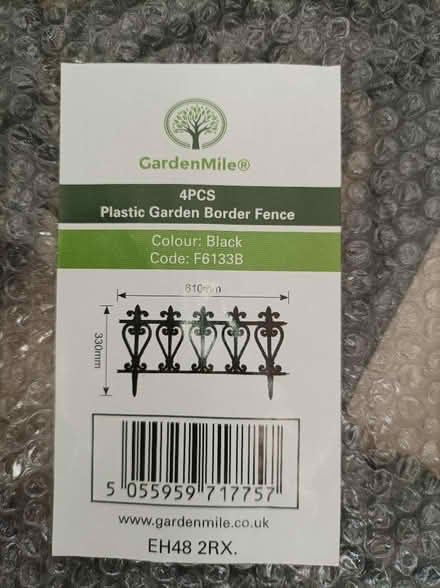 GardenMile®
4PCS
Plastic Garden Border Fence
Colour: Black
Code: F6133B
610mm
330mm
5 055959 717757
www.gardenmile.co.uk
EH48 2RX.